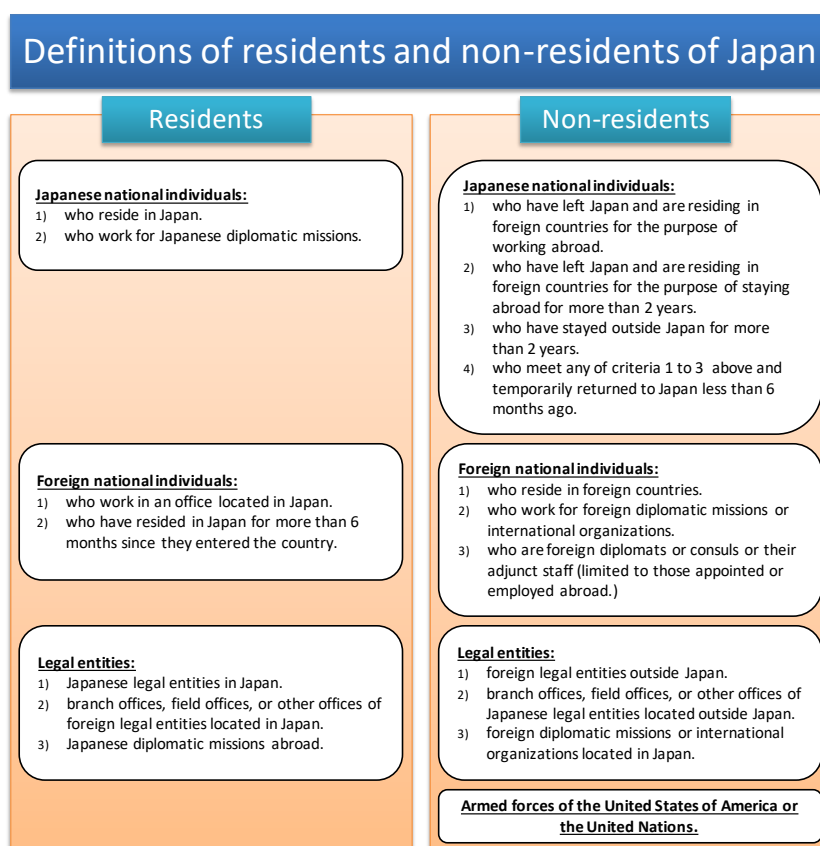 Definitions of residents and non-residents of Japan
Residents
Japanese national individuals:
1) who reside in Japan.
2) who work for Japanese diplomatic missions.
Foreign national individuals:
1) who work in an office located in Japan.
2) who have resided in Japan for more than 6
months since they entered the country.
Legal entities:
1) Japanese legal entities in Japan.
2) branch offices, field offices, or other offices of
foreign legal entities located in Japan.
3) Japanese diplomatic missions abroad.
Non-residents
Japanese national individuals:
1) who have left Japan and are residing in
foreign countries for the purpose of
working abroad.
2) who have left Japan and are residing in
foreign countries for the purpose of staying
abroad for more than 2 years.
3) who have stayed outside Japan for more
than 2 years.
4) who meet any of criteria 1 to 3 above and
temporarily returned to Japan less than 6
months ago.
Foreign national individuals:
1) who reside in foreign countries.
2) who work for foreign diplomatic missions or
international organizations.
3) who are foreign diplomats or consuls or their
adjunct staff (limited to those appointed or
employed abroad.)
Legal entities:
1) foreign legal entities outside Japan.
2) branch offices, field offices, or other offices of
Japanese legal entities located outside Japan.
3) foreign diplomatic missions or international
organizations located in Japan.
Armed forces of the United States of America or
the United Nations.